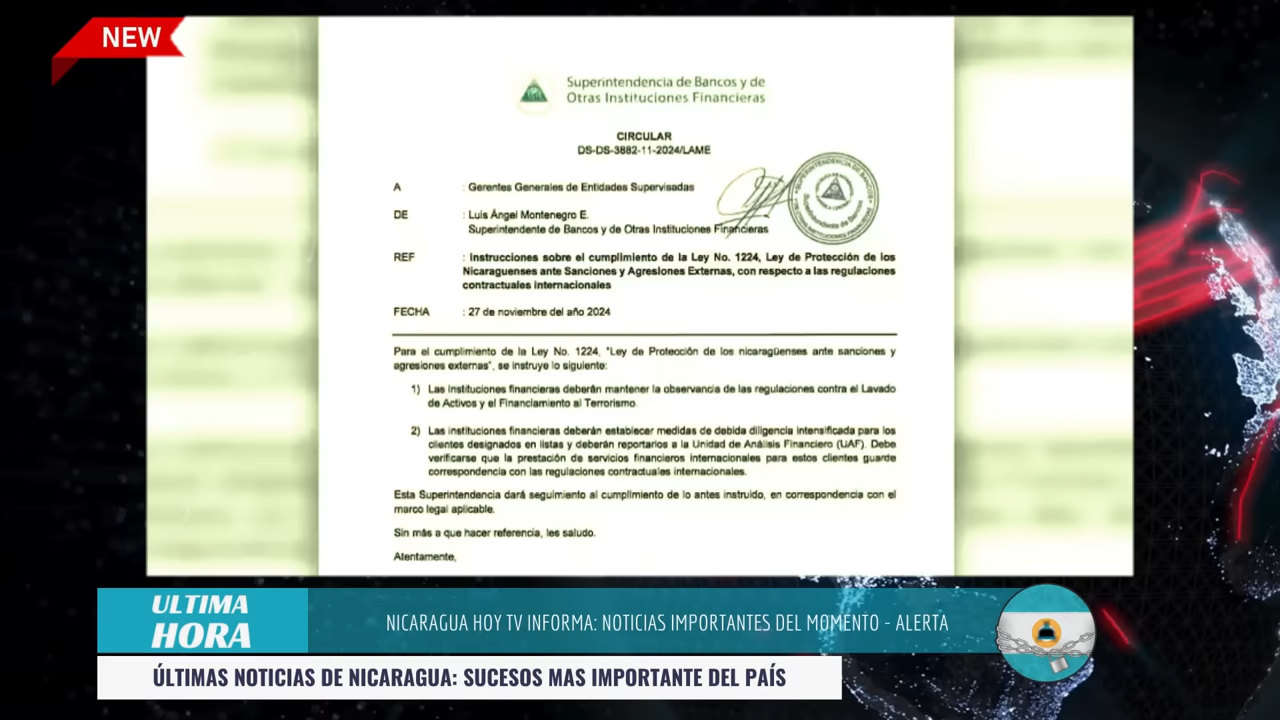 NEW
Superintendencia de Bancos y de
Otras Instituciones Financieras
CIRCULAR
DS-DS-3882-11-2024/LAME
A : Gerentes Generales de Entidades Supervisadas
DE : Luis Ángel Montenegro E.
Superintendente de Bancos y de Otras Instituciones Financieras
REF : Instrucciones sobre el cumplimiento de la Ley No. 1224, Ley de Protección de los
Nicaraguenses ante Sanciones y Agresiones Externas, con respecto a las regulaciones
contractuales internacionales
FECHA : 27 de noviembre del año 2024
Para el cumplimiento de la Ley No. 1224, "Ley de Protección de los nicaragüenses ante sanciones y
agresiones externas", se instruye lo siguiente:
1) Las instituciones financieras deberán mantener la observancia de las regulaciones contra el Lavado
de Activos y el Financiamiento al Terrorismo.
2) Las instituciones financieras deberán establecer medidas de debida diligencia intensificada para los
clientes designados en listas y deberán reportarlos a la Unidad de Análisis Financiero (UAF). Debe
verificarse que la prestación de servicios financieros internacionales para estos clientes guarde
correspondencia con las regulaciones contractuales internacionales.
Esta Superintendencia dará seguimiento al cumplimiento de lo antes instruido, en correspondencia con el
marco legal aplicable.
Sin más a que hacer referencia, les saludo.
Atentamente,
ULTIMA
HORA
NICARAGUA HOY TV INFORMA: NOTICIAS IMPORTANTES DEL MOMENTO - ALERTA
ÚLTIMAS NOTICIAS DE NICARAGUA: SUCESOS MAS IMPORTANTE DEL PAÍS